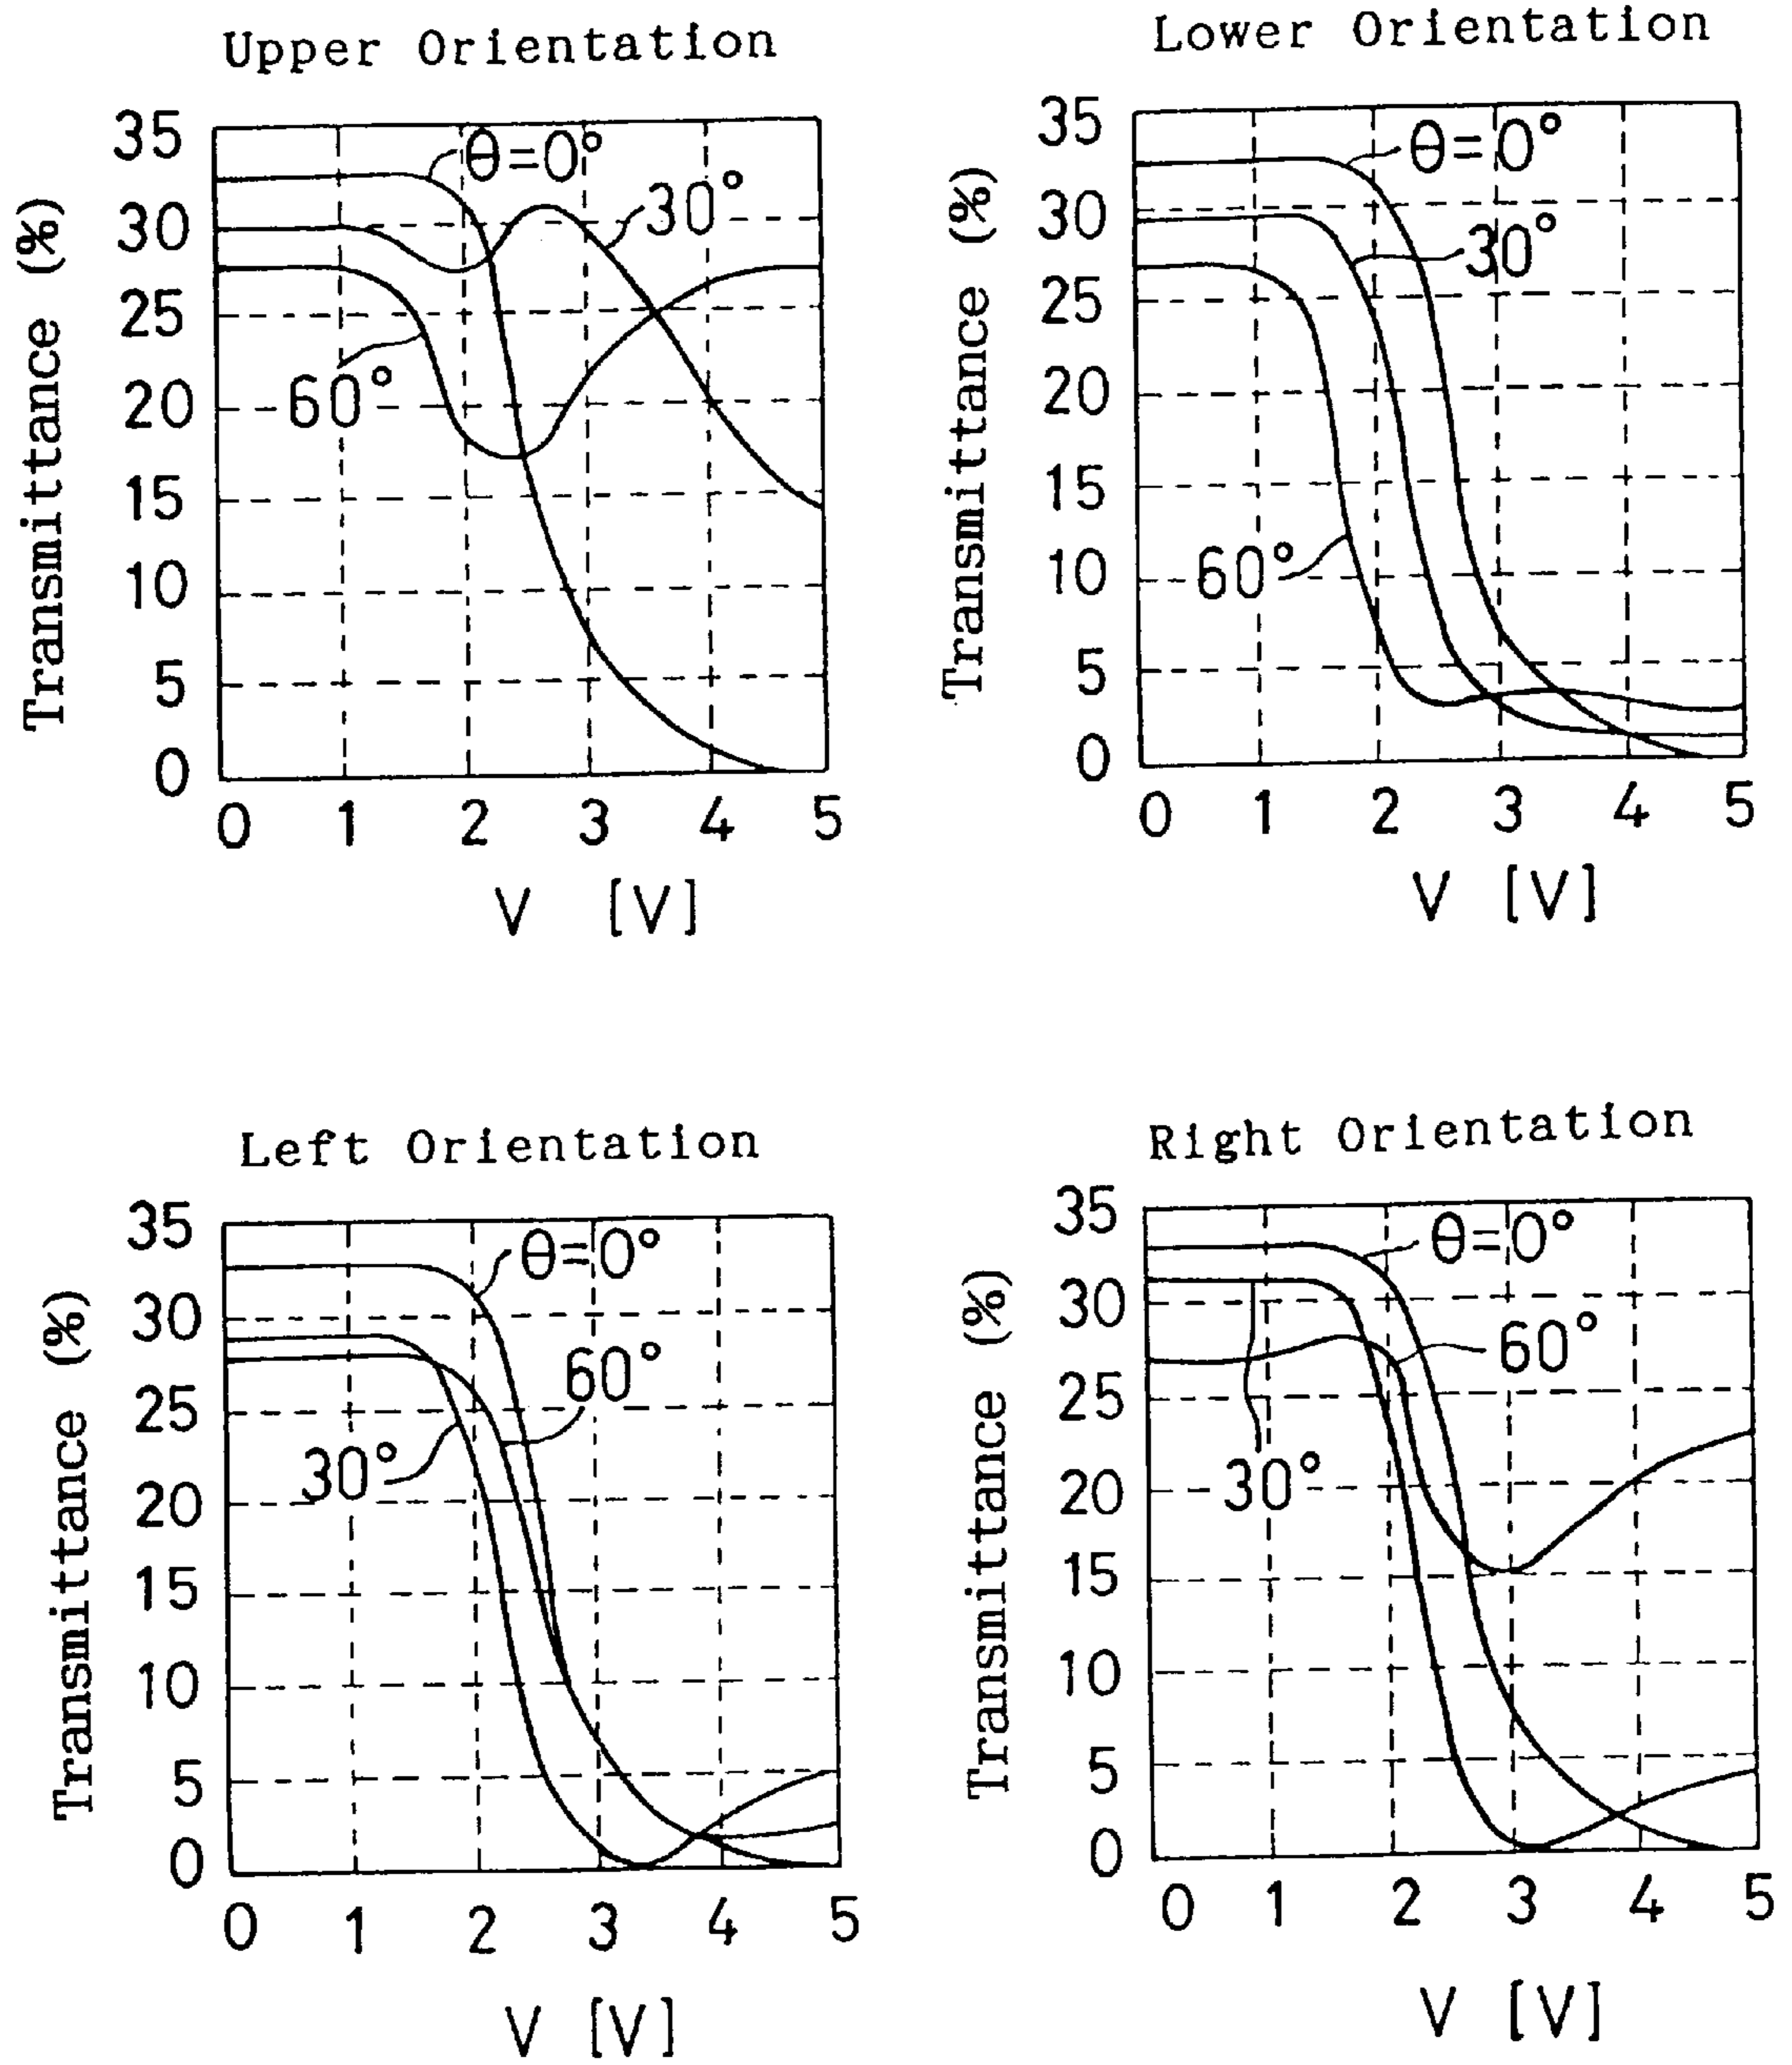 Upper Orientation
Transmittance (%)
35
30
25
20
15
10
5
0
θ=0°
30°
60°
0 1 2 3 4 5
V [V]
Lower Orientation
Transmittance (%)
35
30
25
20
15
10
5
0
θ=0°
30°
60°
0 1 2 3 4 5
V [V]
Left Orientation
Transmittance (%)
35
30
25
20
15
10
5
0
θ=0°
60°
30°
0 1 2 3 4 5
V [V]
Right Orientation
Transmittance (%)
35
30
25
20
15
10
5
0
θ=0°
60°
30°
0 1 2 3 4 5
V [V]